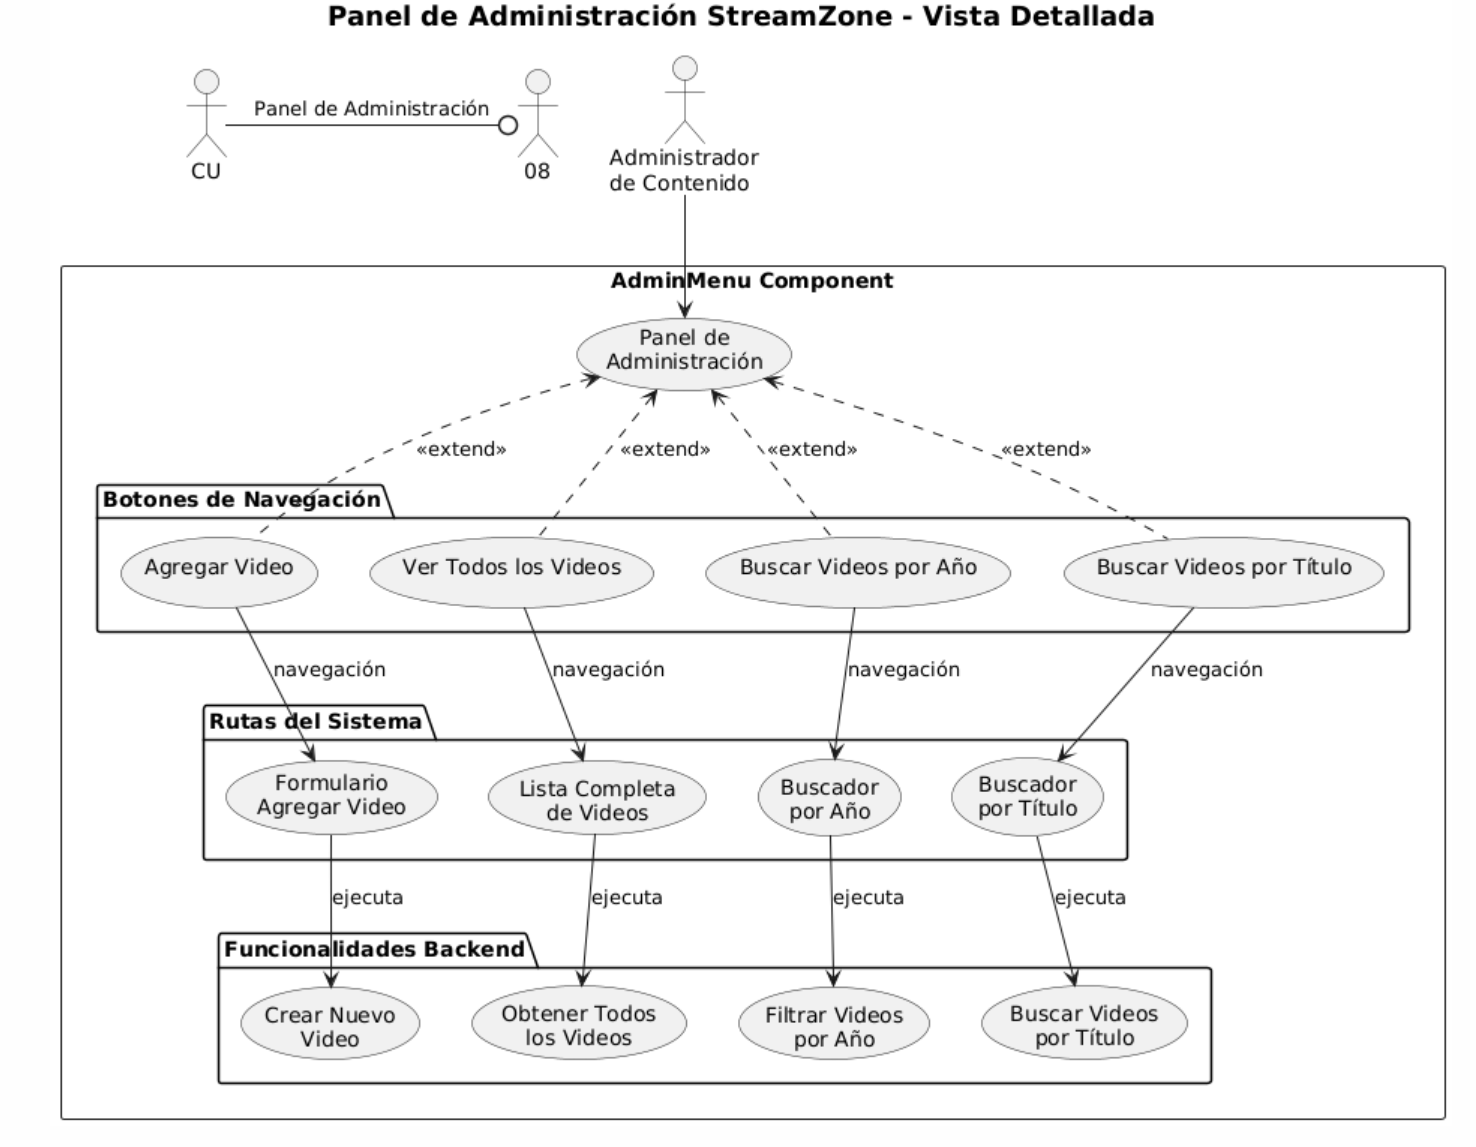 Panel de Administración StreamZone - Vista Detallada
Panel de Administración
CU
08
Administrador
de Contenido
AdminMenu Component
Panel de
Administración
«extend»
«extend»
«extend»
«extend»
Botones de Navegación
Agregar Video
Ver Todos los Videos
Buscar Videos por Año
Buscar Videos por Título
navegación
navegación
navegación
navegación
Rutas del Sistema
Formulario
Agregar Video
Lista Completa
de Videos
Buscador
por Año
Buscador
por Título
ejecuta
ejecuta
ejecuta
ejecuta
Funcionalidades Backend
Crear Nuevo
Video
Obtener Todos
los Videos
Filtrar Videos
por Año
Buscar Videos
por Título